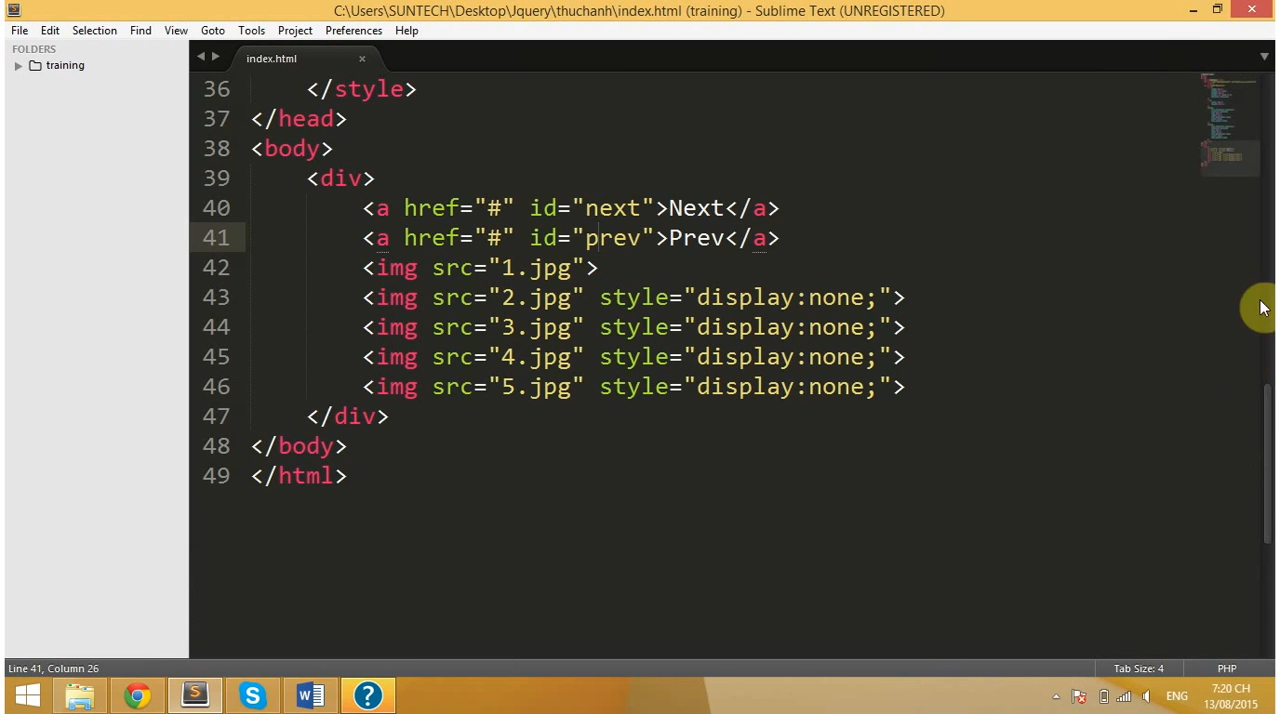 C:\Users\SUNTECH\Desktop\Jquery\thuchanh\index.html (training) - Sublime Text (UNREGISTERED)
File Edit Selection Find View Goto Tools Project Preferences Help
FOLDERS
training
index.html
36 </style>
37 </head>
38 <body>
39 <div>
40 <a href="#" id="next">Next</a>
41 <a href="#" id="prev">Prev</a>
42 <img src="1.jpg">
43 <img src="2.jpg" style="display:none;">
44 <img src="3.jpg" style="display:none;">
45 <img src="4.jpg" style="display:none;">
46 <img src="5.jpg" style="display:none;">
47 </div>
48 </body>
49 </html>
Line 41, Column 26 Tab Size: 4 PHP
ENG 7:20 CH
13/08/2015